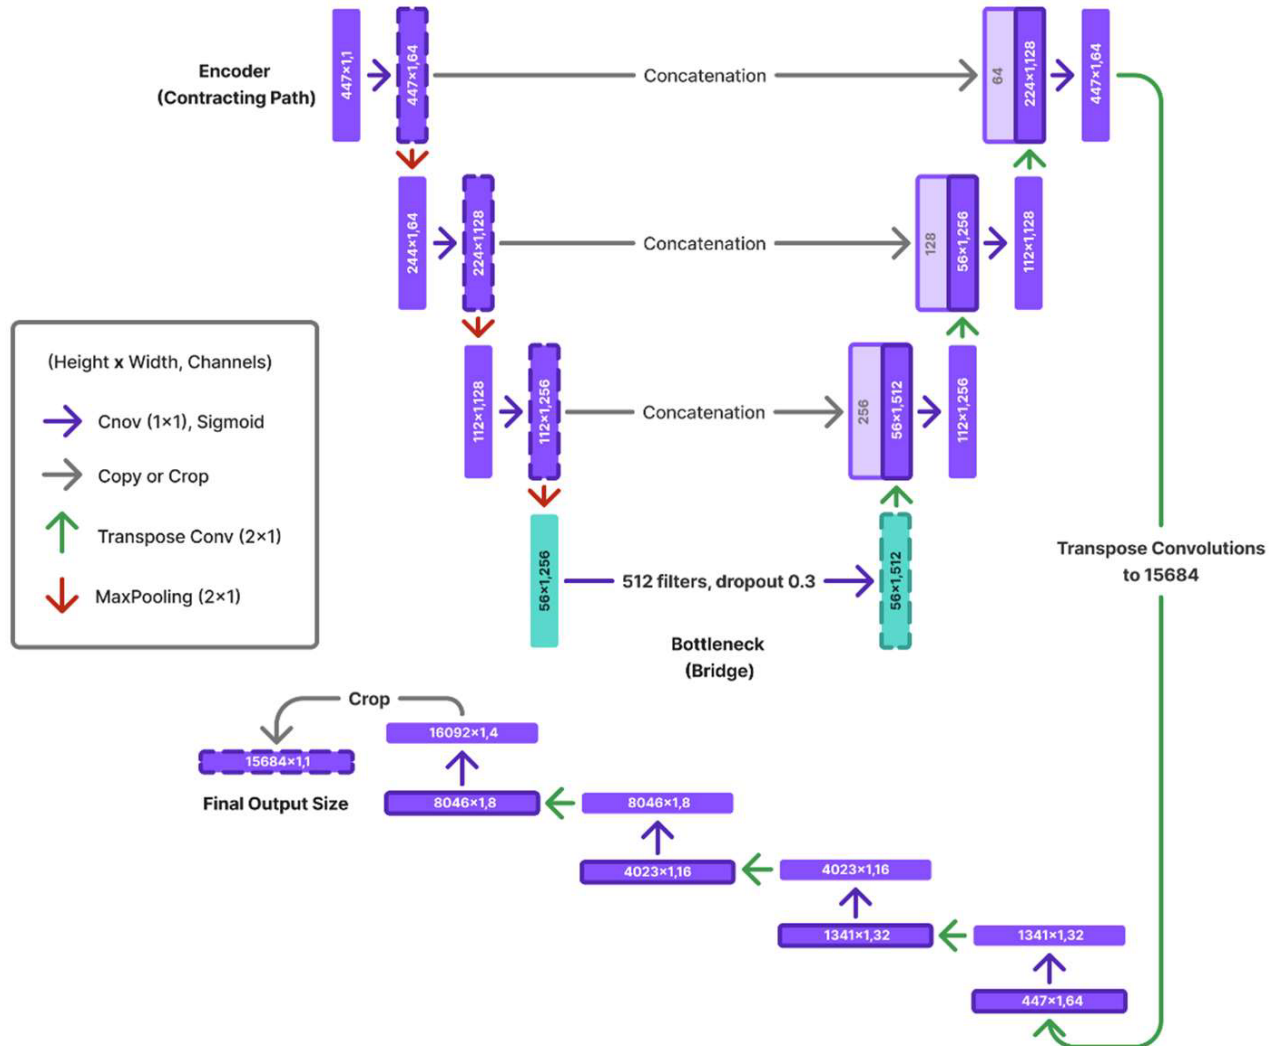 Encoder
(Contracting Path)
447×1,1
447×1,64
Concatenation
64
224×1,128
447×1,64
244×1,64
224×1,128
Concatenation
128
56×1,256
112×1,128
112×1,128
112×1,256
Concatenation
256
56×1,512
112×1,256
56×1,256
512 filters, dropout 0.3
56×1,512
Bottleneck
(Bridge)
(Height x Width, Channels)
Cnov (1×1), Sigmoid
Copy or Crop
Transpose Conv (2×1)
MaxPooling (2×1)
Transpose Convolutions
to 15684
Crop
16092×1,4
15684×1,1
Final Output Size
8046×1,8
8046×1,8
4023×1,16
4023×1,16
1341×1,32
1341×1,32
447×1,64